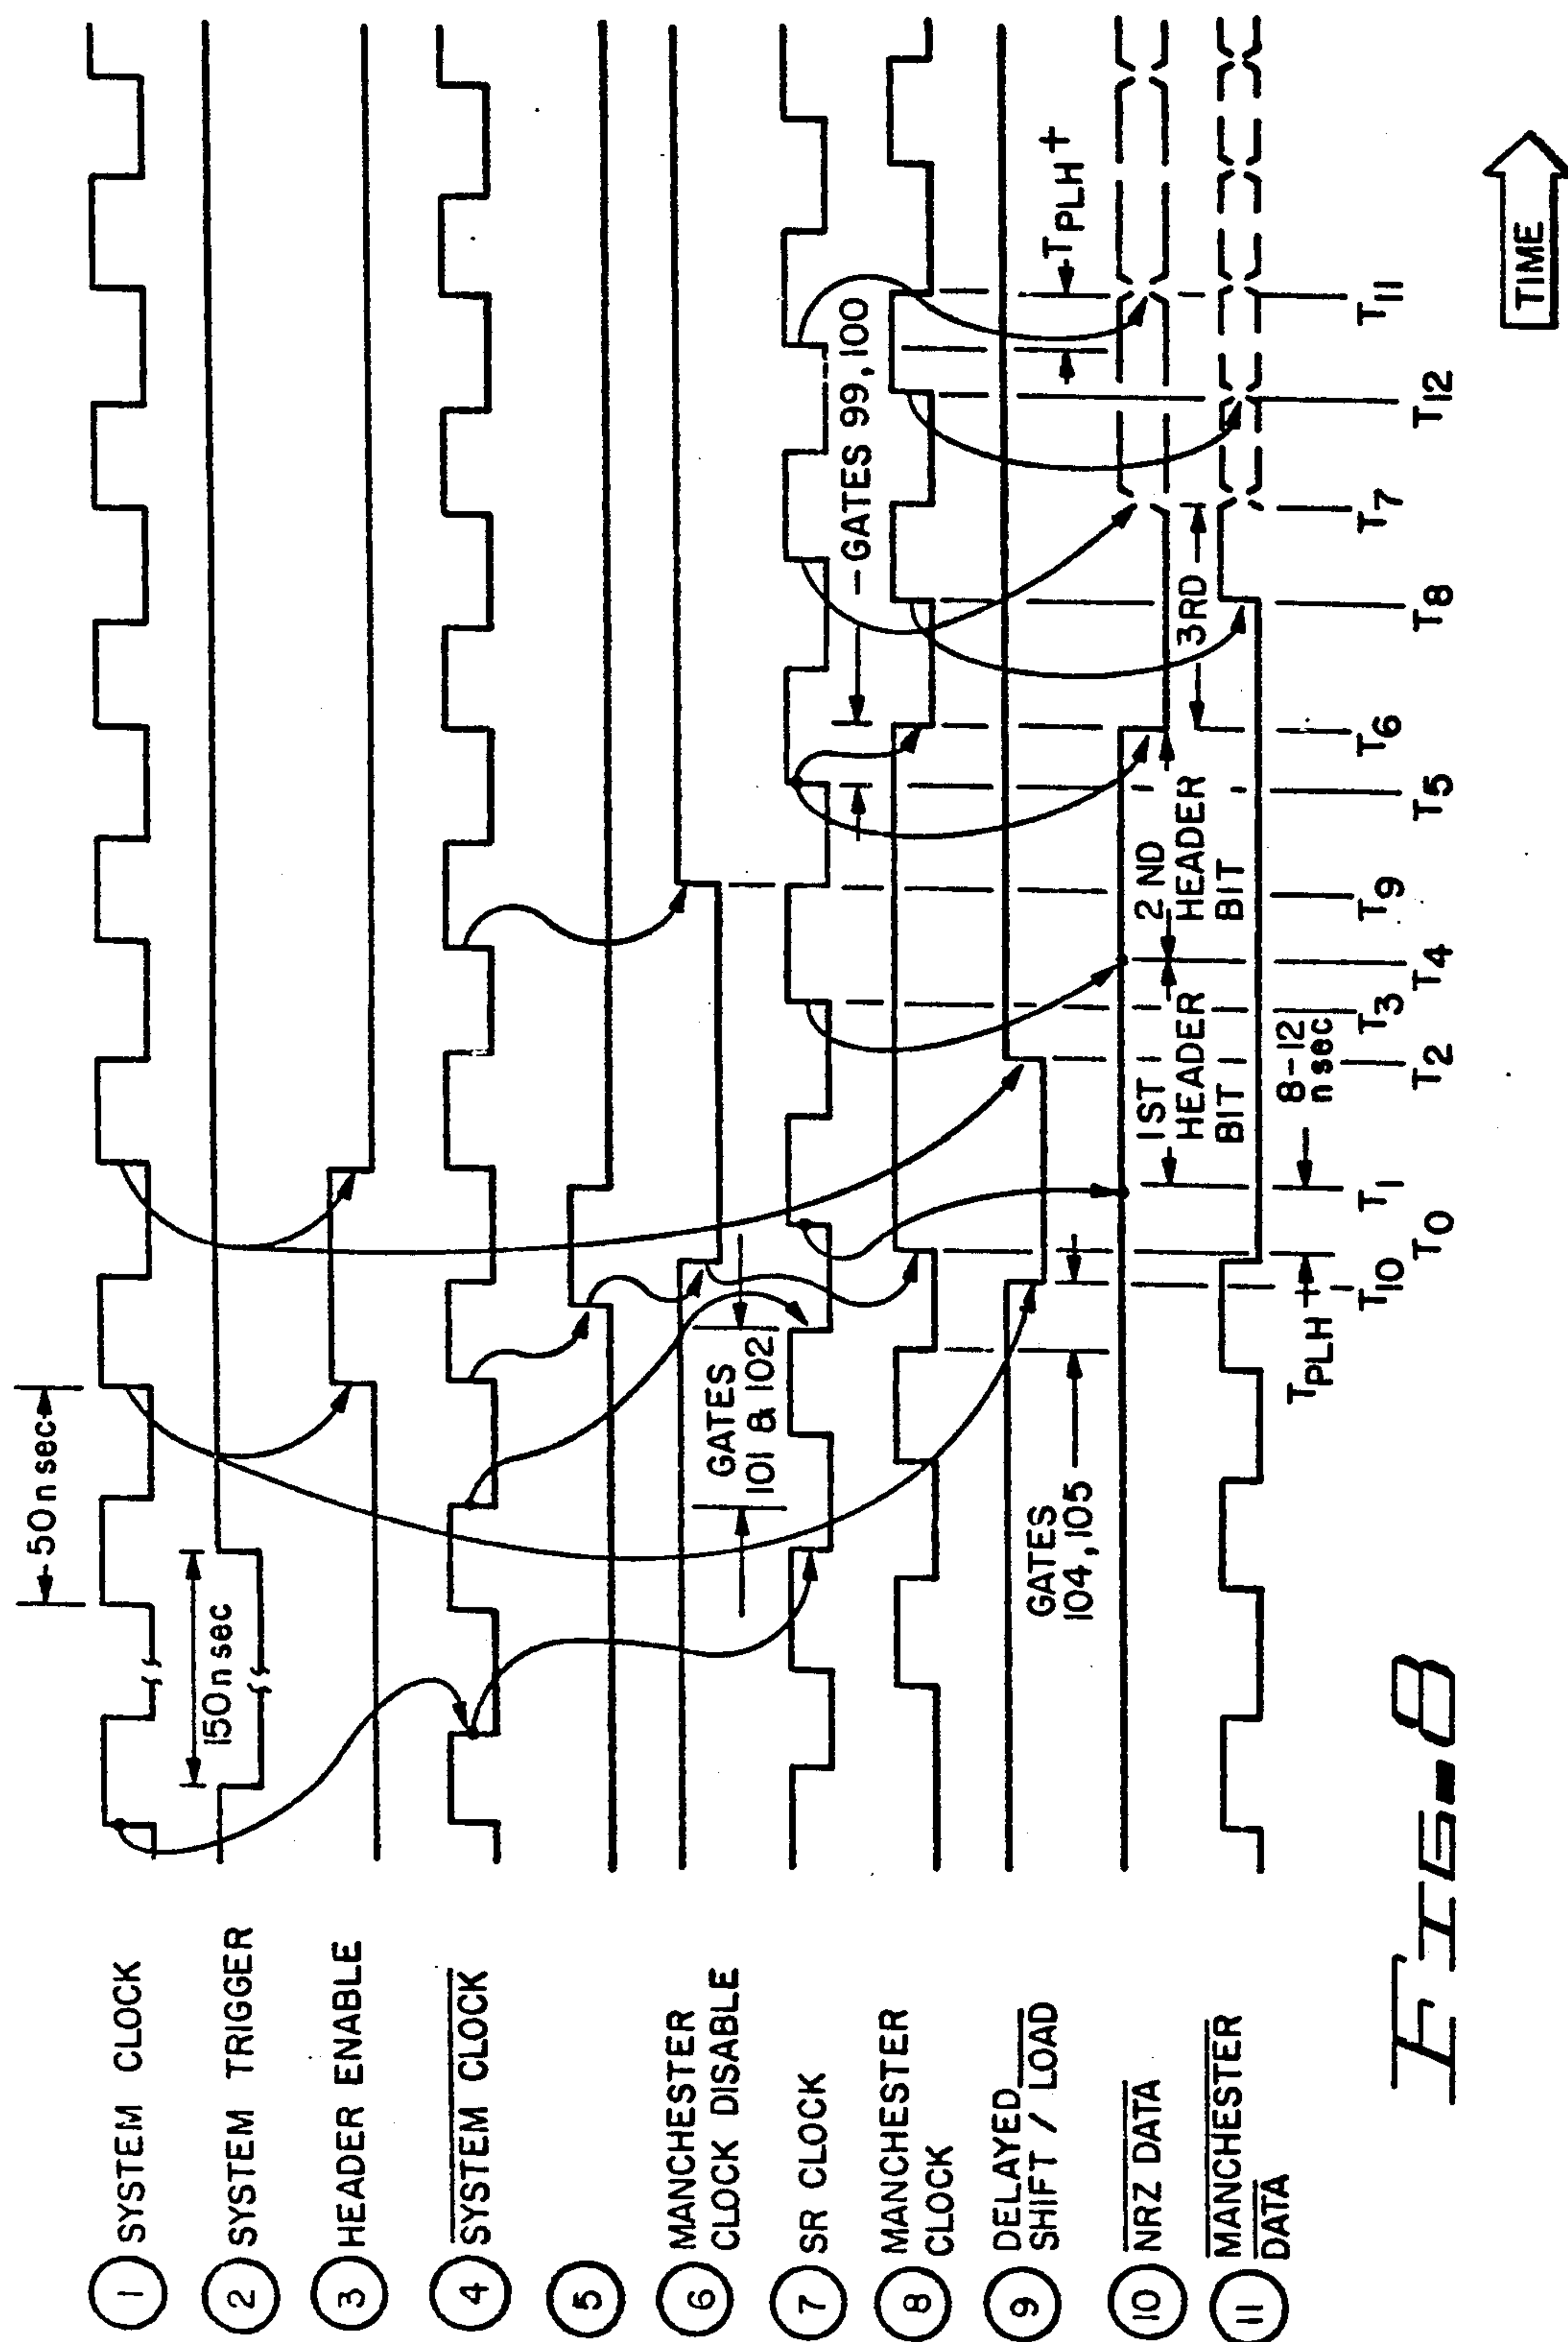 1 SYSTEM CLOCK
2 SYSTEM TRIGGER
3 HEADER ENABLE
4 SYSTEM CLOCK
5
6 MANCHESTER
CLOCK DISABLE
7 SR CLOCK
8 MANCHESTER
CLOCK
9 DELAYED
SHIFT / LOAD
10 NRZ DATA
11 MANCHESTER
DATA
50 n sec
150 n sec
GATES
101 & 102
GATES 99, 100
GATES
104, 105
TPLH +
1ST
HEADER
BIT
2 ND
HEADER
BIT
3RD
8-12
n sec
TPLH +
T10
T0
T1
T2
T3
T4
T9
T5
T6
T8
T7
T12
T11
TIME
FIG-8